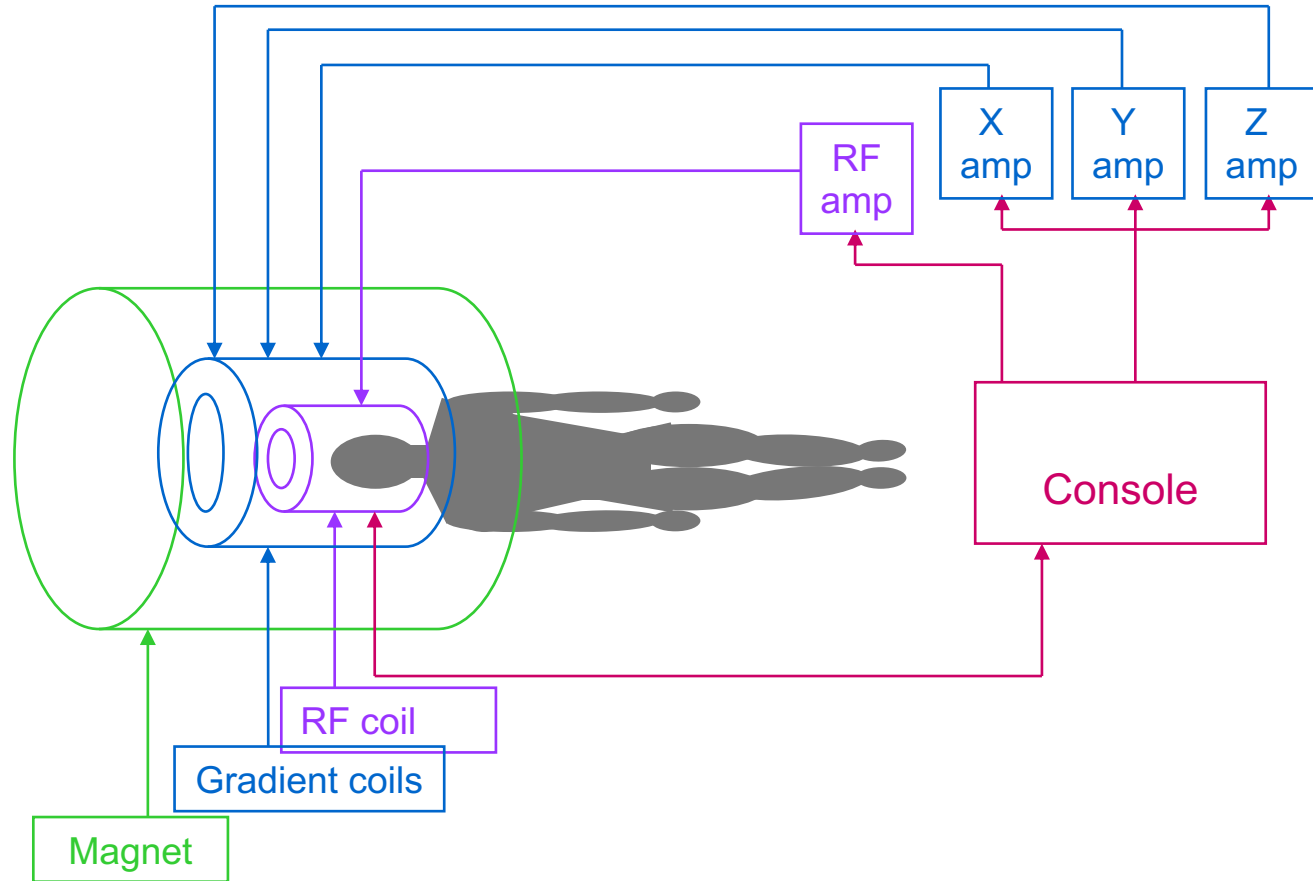 X
amp
Y
amp
Z
amp
RF
amp
Console
RF coil
Gradient coils
Magnet